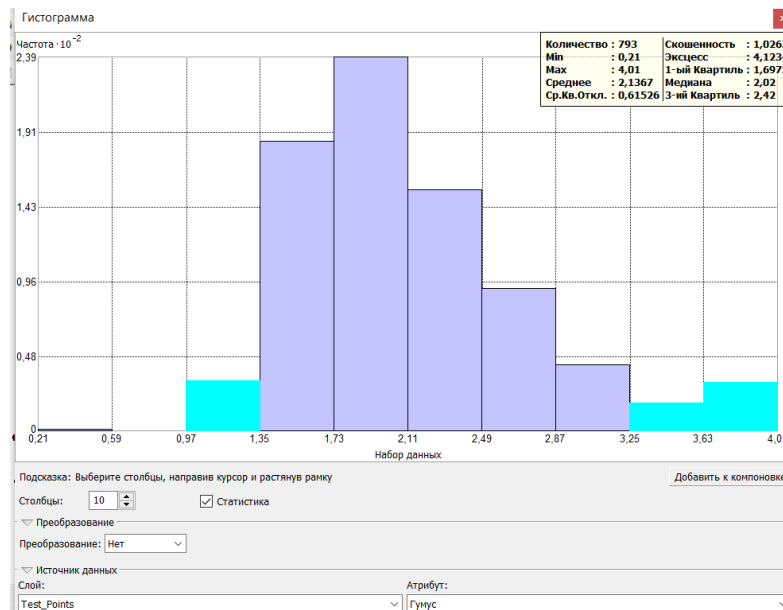 Гистограмма
Частота · 10⁻²
Количество : 793 Скошенность : 1,026
Min : 0,21 Эксцесс : 4,123
Max : 4,01 1-ый Квартиль : 1,697
Среднее : 2,1367 Медиана : 2,02
Ср.Кв.Откл. : 0,61526 3-ий Квартиль : 2,42
2,39
1,91
1,43
0,96
0,48
0
0,21 0,59 0,97 1,35 1,73 2,11 2,49 2,87 3,25 3,63 4,0
Набор данных
Подсказка: Выберите столбцы, направив курсор и растянув рамку
Добавить к компоновке
Столбцы: 10 Статистика
Преобразование
Преобразование: Нет
Источник данных
Слой: Атрибут:
Test_Points Гумус